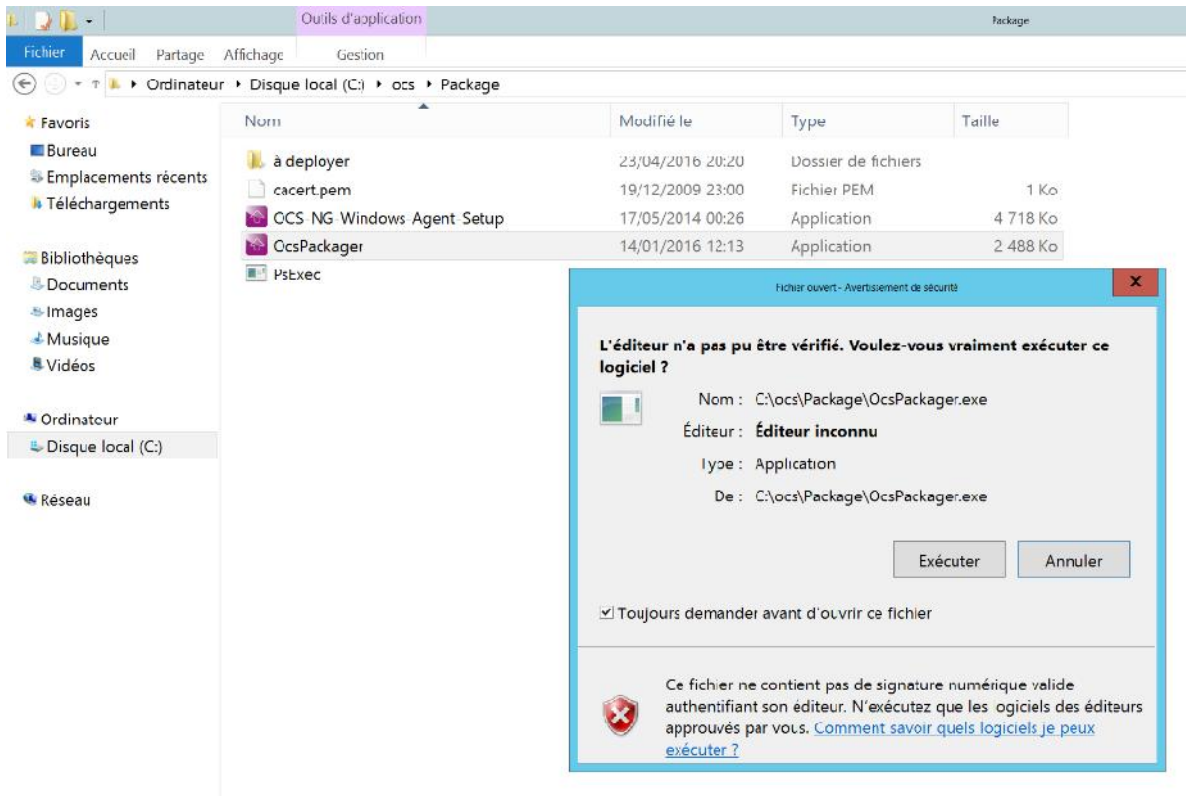 Outils d'application
Package
Fichier Accueil Partage Affichage Gestion
Ordinateur Disque local (C:) ocs Package
Favoris
Bureau
Emplacements récents
Téléchargements
Bibliothèques
Documents
Images
Musique
Vidéos
Ordinateur
Disque local (C:)
Réseau
Nom Modifié le Type Taille
à deployer 23/04/2016 20:20 Dossier de fichiers
cacert.pem 19/12/2009 23:00 Fichier PEM 1 Ko
OCS-NG-Windows-Agent-Setup 17/05/2014 00:26 Application 4 718 Ko
OcsPackager 14/01/2016 12:13 Application 2 488 Ko
PsExec
Fichier ouvert - Avertissement de sécurité
x
L'éditeur n'a pas pu être vérifié. Voulez-vous vraiment exécuter ce
logiciel ?
Nom : C:\ocs\Package\OcsPackager.exe
Éditeur : Éditeur inconnu
Type : Application
De : C:\ocs\Package\OcsPackager.exe
Exécuter Annuler
Toujours demander avant d'ouvrir ce fichier
Ce fichier ne contient pas de signature numérique valide
authentifiant son éditeur. N'exécutez que les logiciels des éditeurs
approuvés par vous. Comment savoir quels logiciels je peux
exécuter ?